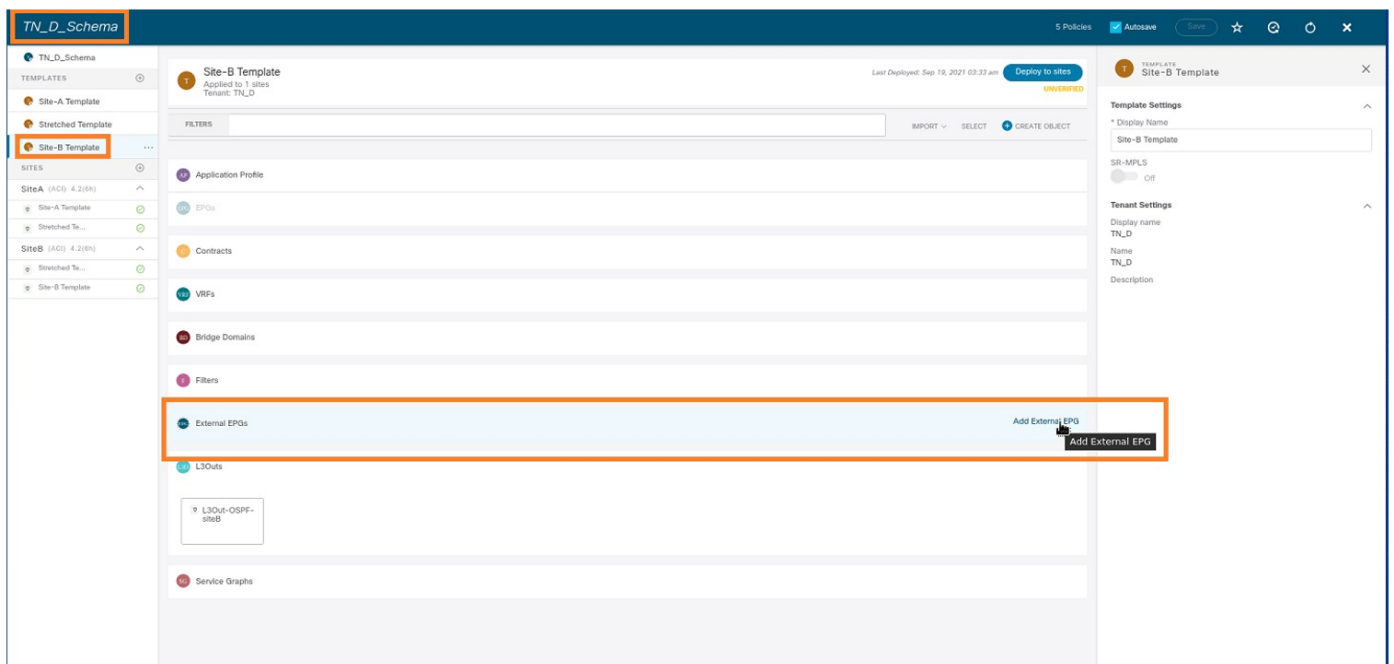 TN_D_Schema
5 Policies
Autosave
Save
TN_D_Schema
TEMPLATES
Site-A Template
Stretched Template
Site-B Template
...
SITES
SiteA (ACI) 4.2(6h)
Site-A Template
Stretched Te...
SiteB (ACI) 4.2(6h)
Stretched Te...
Site-B Template
T
Site-B Template
Applied to 1 sites
Tenant: TN_D
Last Deployed: Sep 19, 2021 03:33 am
Deploy to sites
UNVERIFIED
FILTERS
IMPORT
SELECT
CREATE OBJECT
AP Application Profile
EPG EPGs
C Contracts
VRF VRFs
BD Bridge Domains
F Filters
External EPGs
Add External EPG
Add External EPG
L3Outs
L3Out-OSPF-
siteB
SG Service Graphs
T
TEMPLATE
Site-B Template
Template Settings
* Display Name
Site-B Template
SR-MPLS
Off
Tenant Settings
Display name
TN_D
Name
TN_D
Description